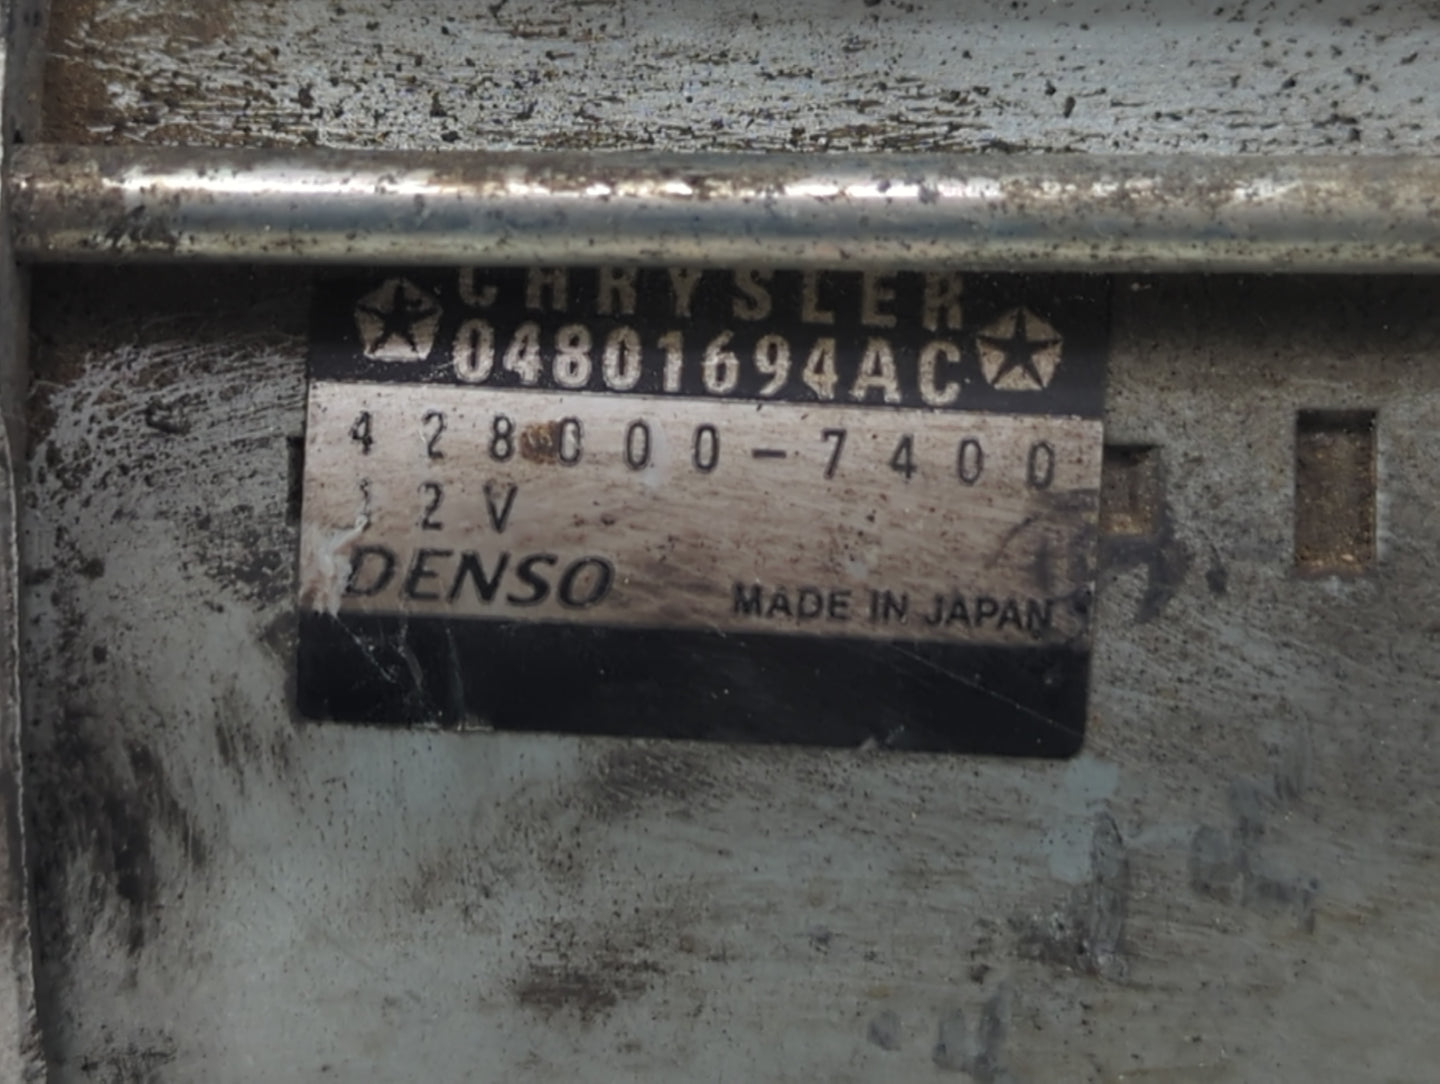 CHRYSLER
04801694AC
428000-7400
12V
DENSO MADE IN JAPAN